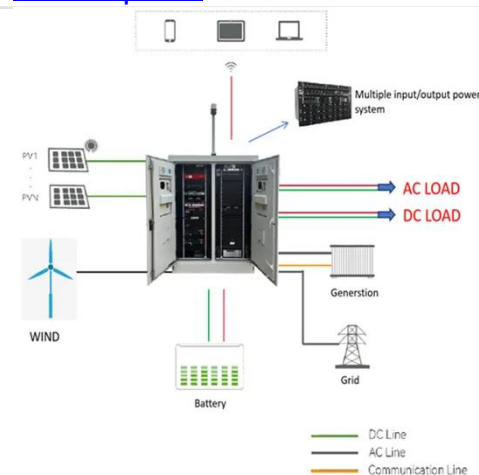 Multiple input/output power
system
PV1
PVN
AC LOAD
DC LOAD
WIND
Generstion
Grid
Battery
DC Line
AC Line
Communication Line